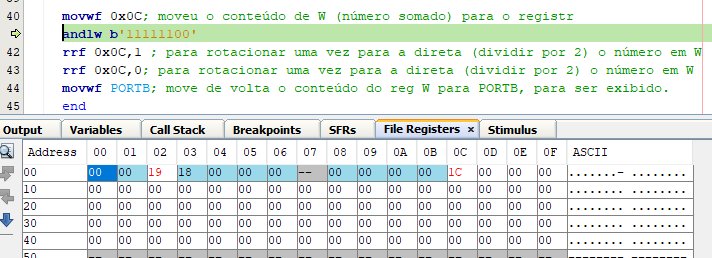 40 movwf 0x0C; moveu o conteúdo de W (número somado) para o registr
andlw b'11111100'
42 rrf 0x0C,1 ; para rotacionar uma vez para a direta (dividir por 2) o número em W
43 rrf 0x0C,0; para rotacionar uma vez para a direta (dividir por 2) o número em W
44 movwf PORTB; move de volta o conteúdo do reg W para PORTB, para ser exibido.
45 end
Output Variables Call Stack Breakpoints SFRs File Registers × Stimulus
Address 00 01 02 03 04 05 06 07 08 09 0A 0B 0C 0D 0E 0F ASCII
00 00 00 19 18 00 00 00 -- 00 00 00 00 1C 00 00 00 .......- ........
10 00 00 00 00 00 00 00 00 00 00 00 00 00 00 00 00 ........ ........
20 00 00 00 00 00 00 00 00 00 00 00 00 00 00 00 00 ........ ........
30 00 00 00 00 00 00 00 00 00 00 00 00 00 00 00 00 ........ ........
40 00 00 00 00 00 00 00 00 00 00 00 00 00 00 00 00 ........ ........